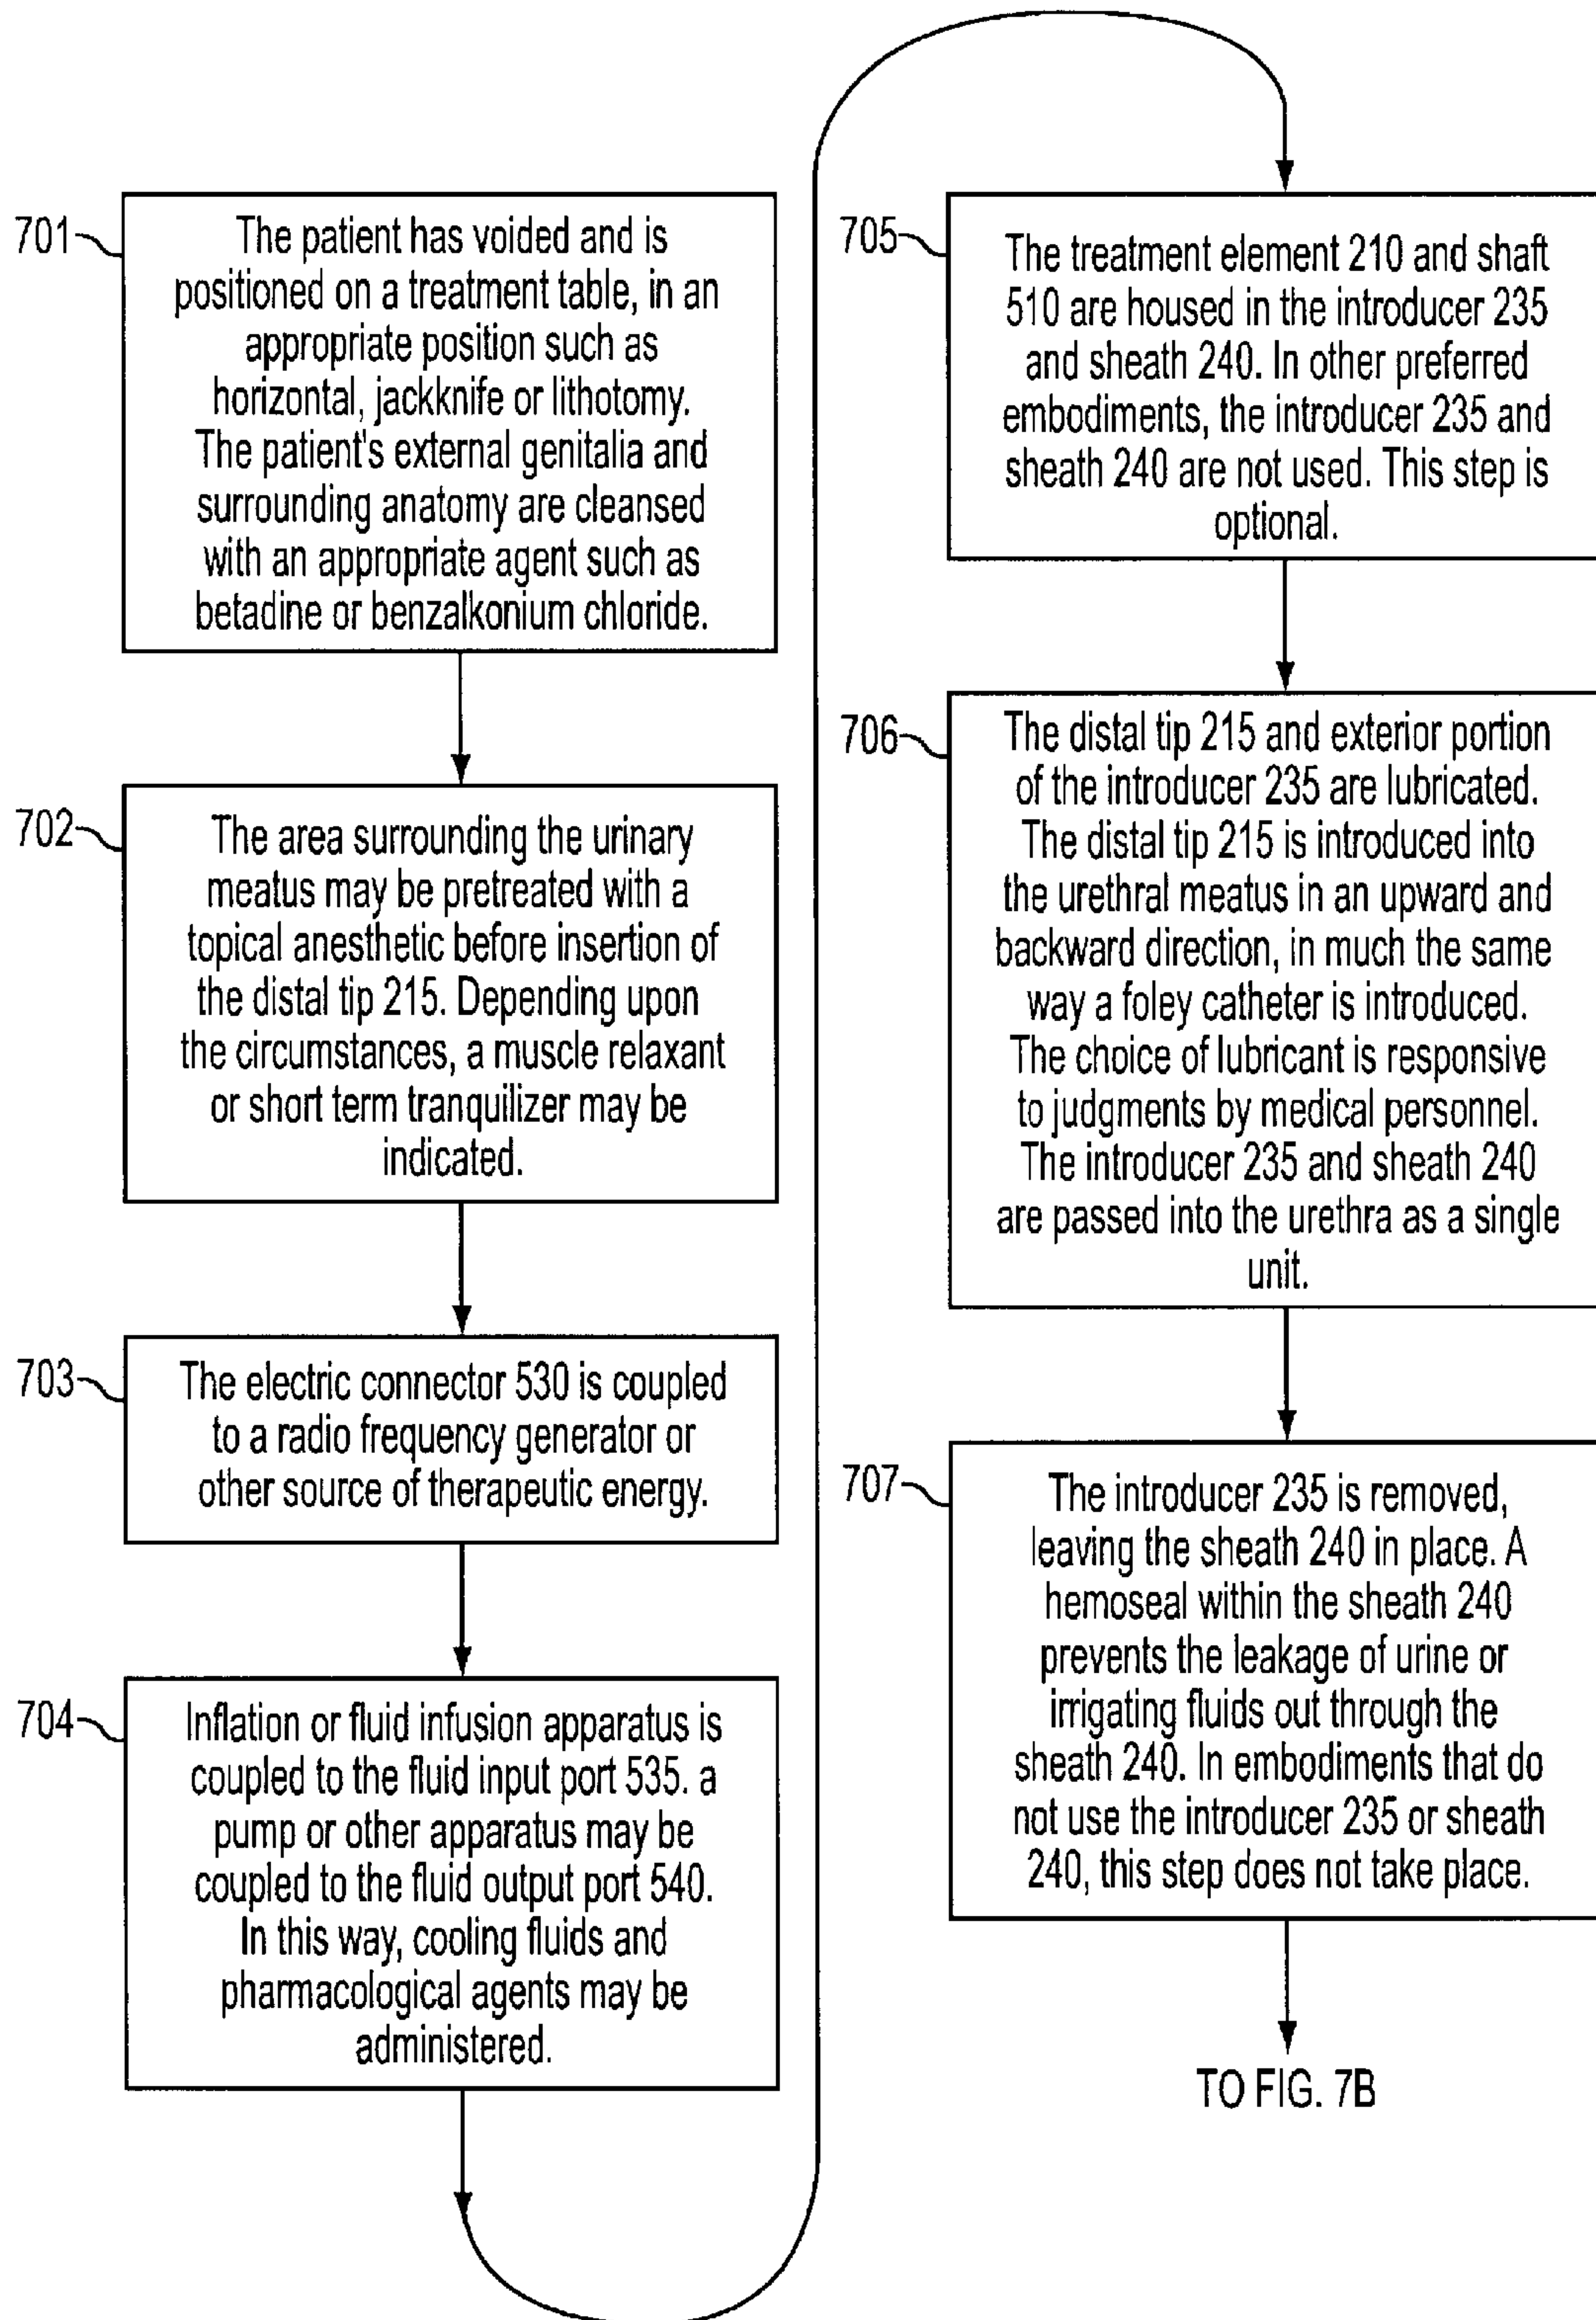 701
The patient has voided and is
positioned on a treatment table, in an
appropriate position such as
horizontal, jackknife or lithotomy.
The patient's external genitalia and
surrounding anatomy are cleansed
with an appropriate agent such as
betadine or benzalkonium chloride.
702
The area surrounding the urinary
meatus may be pretreated with a
topical anesthetic before insertion of
the distal tip 215. Depending upon
the circumstances, a muscle relaxant
or short term tranquilizer may be
indicated.
703
The electric connector 530 is coupled
to a radio frequency generator or
other source of therapeutic energy.
704
Inflation or fluid infusion apparatus is
coupled to the fluid input port 535. a
pump or other apparatus may be
coupled to the fluid output port 540.
In this way, cooling fluids and
pharmacological agents may be
administered.
705
The treatment element 210 and shaft
510 are housed in the introducer 235
and sheath 240. In other preferred
embodiments, the introducer 235 and
sheath 240 are not used. This step is
optional.
706
The distal tip 215 and exterior portion
of the introducer 235 are lubricated.
The distal tip 215 is introduced into
the urethral meatus in an upward and
backward direction, in much the same
way a foley catheter is introduced.
The choice of lubricant is responsive
to judgments by medical personnel.
The introducer 235 and sheath 240
are passed into the urethra as a single
unit.
707
The introducer 235 is removed,
leaving the sheath 240 in place. A
hemoseal within the sheath 240
prevents the leakage of urine or
irrigating fluids out through the
sheath 240. In embodiments that do
not use the introducer 235 or sheath
240, this step does not take place.
TO FIG. 7B